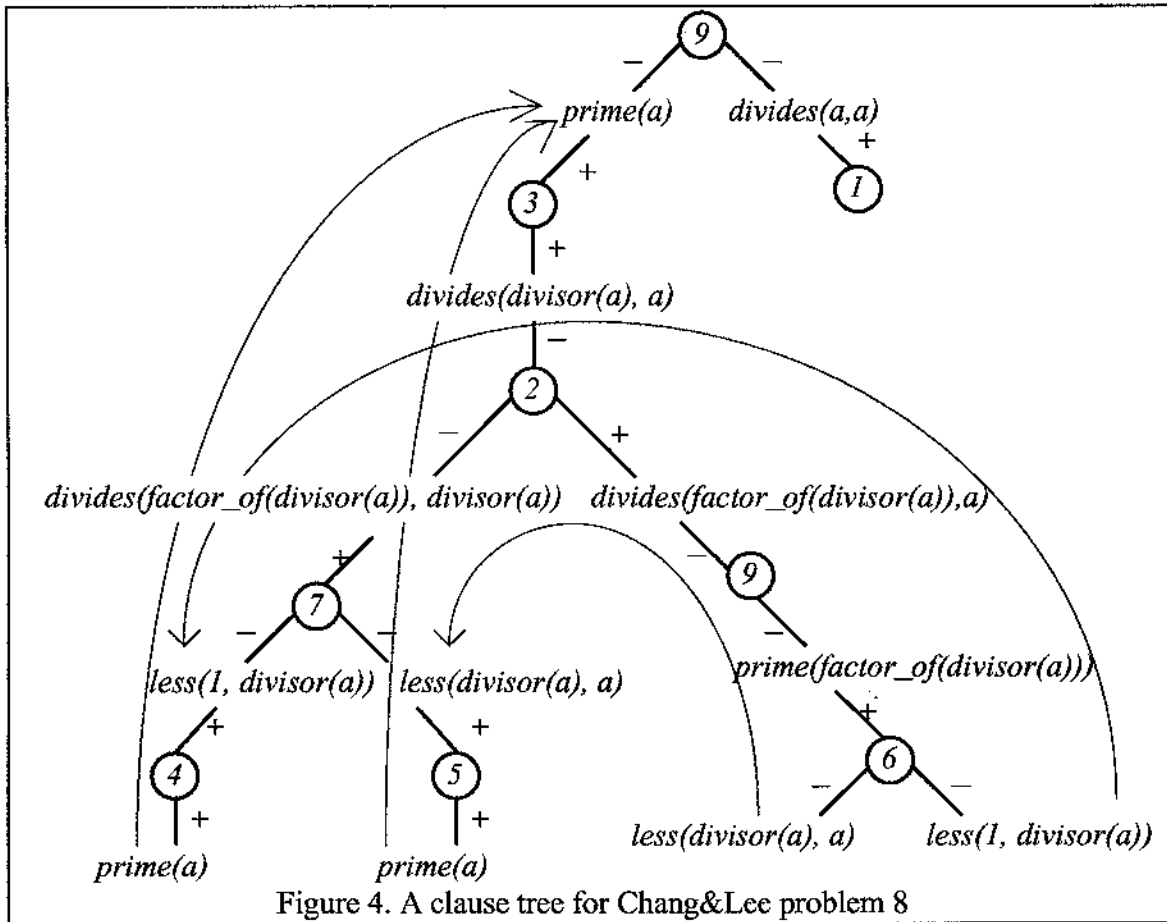 9
− −
prime(a) divides(a,a)
+ +
3 1
+
divides(divisor(a), a)
−
2
− +
divides(factor_of(divisor(a)), divisor(a)) divides(factor_of(divisor(a)),a)
+ −
7 9
− − −
less(1, divisor(a)) less(divisor(a), a) prime(factor_of(divisor(a)))
+ + +
4 5 6
+ + − −
less(divisor(a), a) less(1, divisor(a))
prime(a) prime(a)
Figure 4. A clause tree for Chang&Lee problem 8